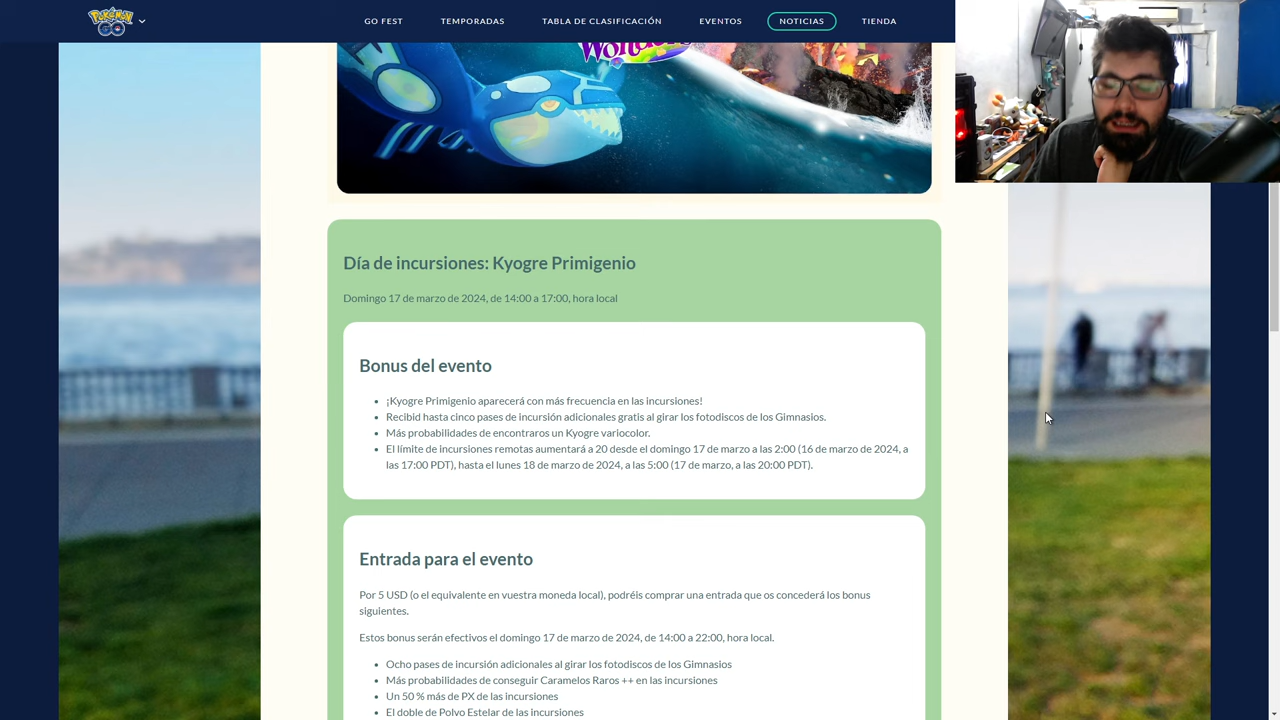 POKÉMON
GO
GO FEST
TEMPORADAS
TABLA DE CLASIFICACIÓN
EVENTOS
NOTICIAS
TIENDA
Día de incursiones: Kyogre Primigenio
Domingo 17 de marzo de 2024, de 14:00 a 17:00, hora local
Bonus del evento
• ¡Kyogre Primigenio aparecerá con más frecuencia en las incursiones!
• Recibid hasta cinco pases de incursión adicionales gratis al girar los fotodiscos de los Gimnasios.
• Más probabilidades de encontraros un Kyogre variocolor.
• El límite de incursiones remotas aumentará a 20 desde el domingo 17 de marzo a las 2:00 (16 de marzo de 2024, a
las 17:00 PDT), hasta el lunes 18 de marzo de 2024, a las 5:00 (17 de marzo, a las 20:00 PDT).
Entrada para el evento
Por 5 USD (o el equivalente en vuestra moneda local), podréis comprar una entrada que os concederá los bonus
siguientes.
Estos bonus serán efectivos el domingo 17 de marzo de 2024, de 14:00 a 22:00, hora local.
• Ocho pases de incursión adicionales al girar los fotodiscos de los Gimnasios
• Más probabilidades de conseguir Caramelos Raros ++ en las incursiones
• Un 50 % más de PX de las incursiones
• El doble de Polvo Estelar de las incursiones